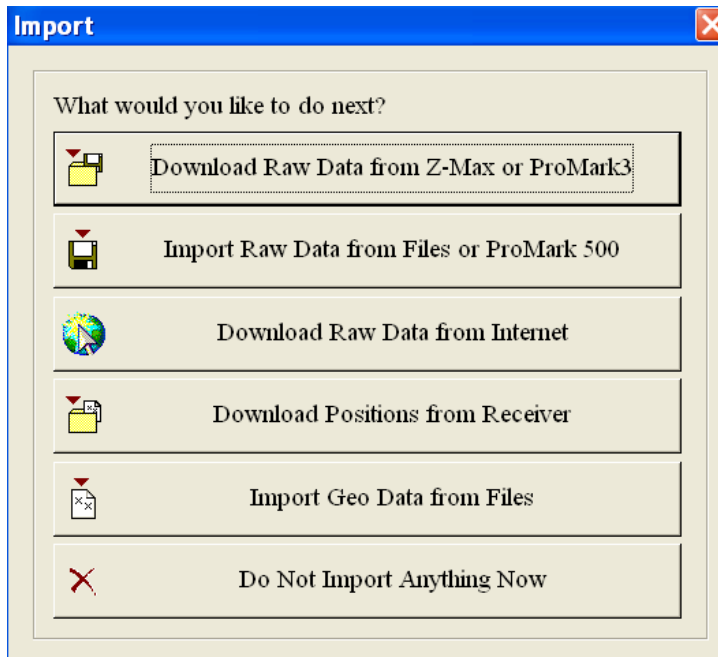 Import
What would you like to do next?
Download Raw Data from Z-Max or ProMark3
Import Raw Data from Files or ProMark 500
Download Raw Data from Internet
Download Positions from Receiver
Import Geo Data from Files
Do Not Import Anything Now